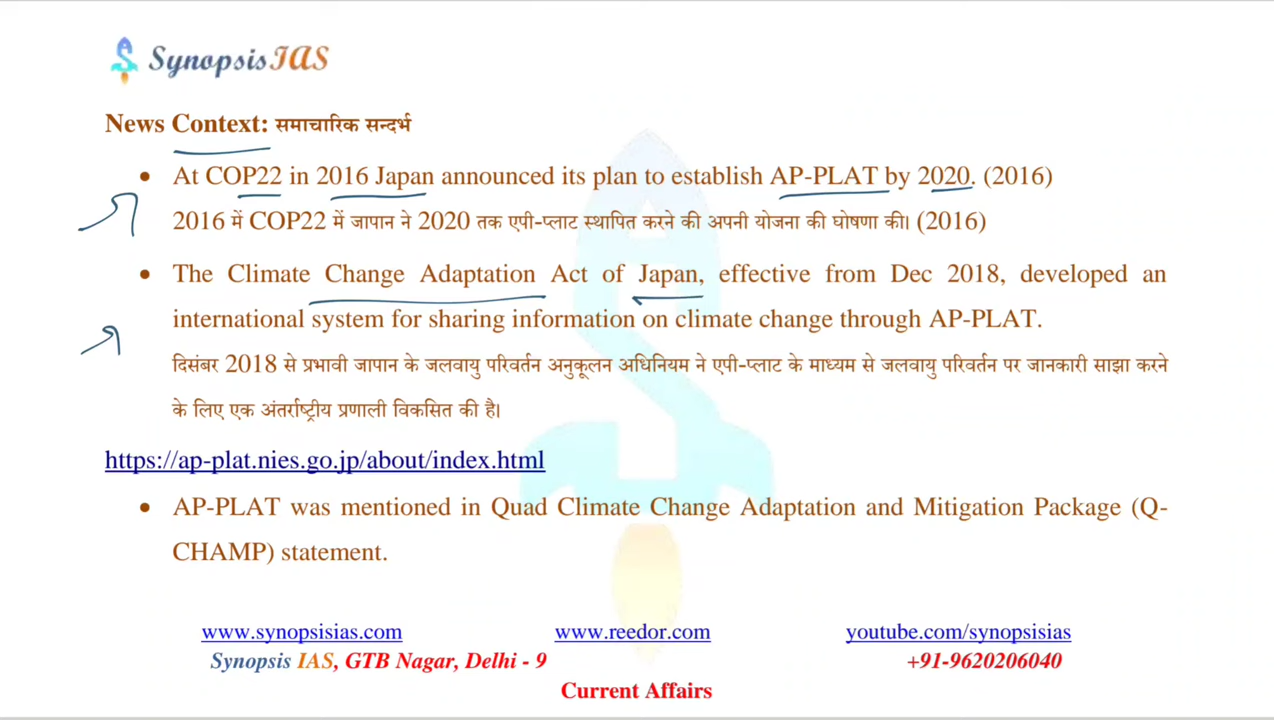 Synopsis IAS
News Context: समाचारिक सन्दर्भ
• At COP22 in 2016 Japan announced its plan to establish AP-PLAT by 2020. (2016)
2016 में COP22 में जापान ने 2020 तक एपी-प्लाट स्थापित करने की अपनी योजना की घोषणा की। (2016)
• The Climate Change Adaptation Act of Japan, effective from Dec 2018, developed an
international system for sharing information on climate change through AP-PLAT.
दिसंबर 2018 से प्रभावी जापान के जलवायु परिवर्तन अनुकूलन अधिनियम ने एपी-प्लाट के माध्यम से जलवायु परिवर्तन पर जानकारी साझा करने
के लिए एक अंतर्राष्ट्रीय प्रणाली विकसित की है।
https://ap-plat.nies.go.jp/about/index.html
• AP-PLAT was mentioned in Quad Climate Change Adaptation and Mitigation Package (Q-
CHAMP) statement.
www.synopsisias.com www.reedor.com youtube.com/synopsisias
Synopsis IAS, GTB Nagar, Delhi - 9 +91-9620206040
Current Affairs